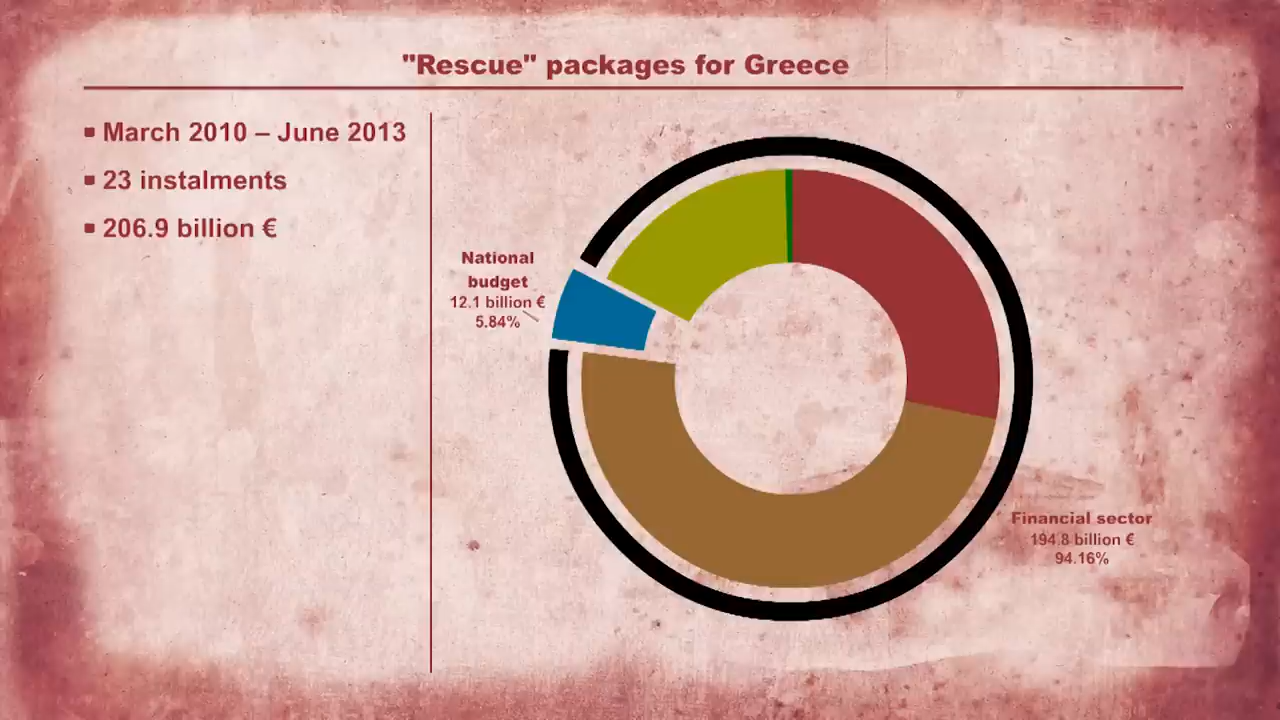 "Rescue" packages for Greece
▪ March 2010 – June 2013
▪ 23 instalments
▪ 206.9 billion €
National
budget
12.1 billion €
5.84%
Financial sector
194.8 billion €
94.16%